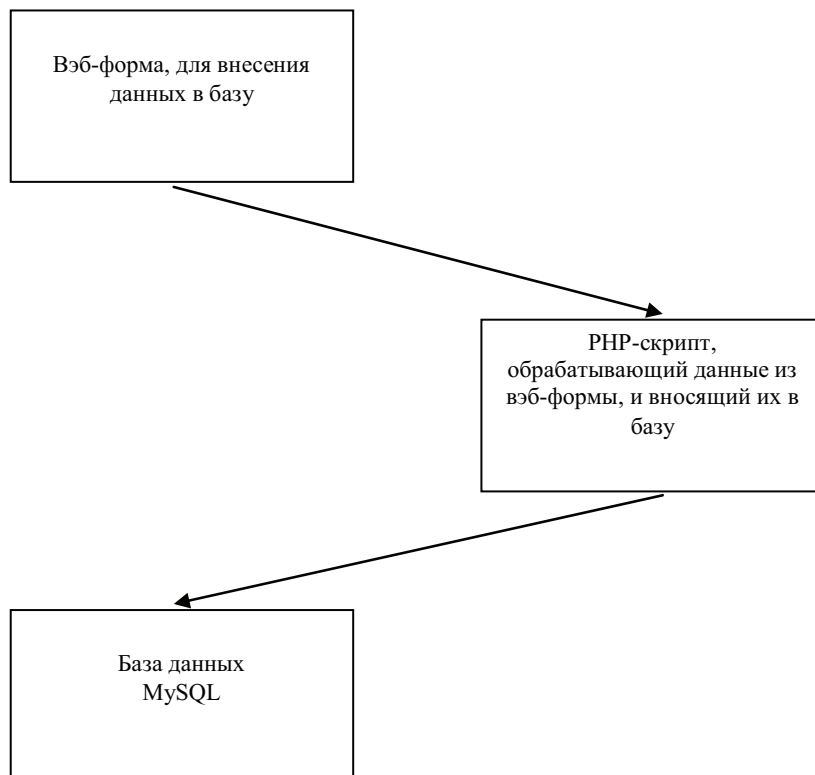 Вэб-форма, для внесения
данных в базу
PHP-скрипт,
обрабатывающий данные из
вэб-формы, и вносящий их в
базу
База данных
MySQL